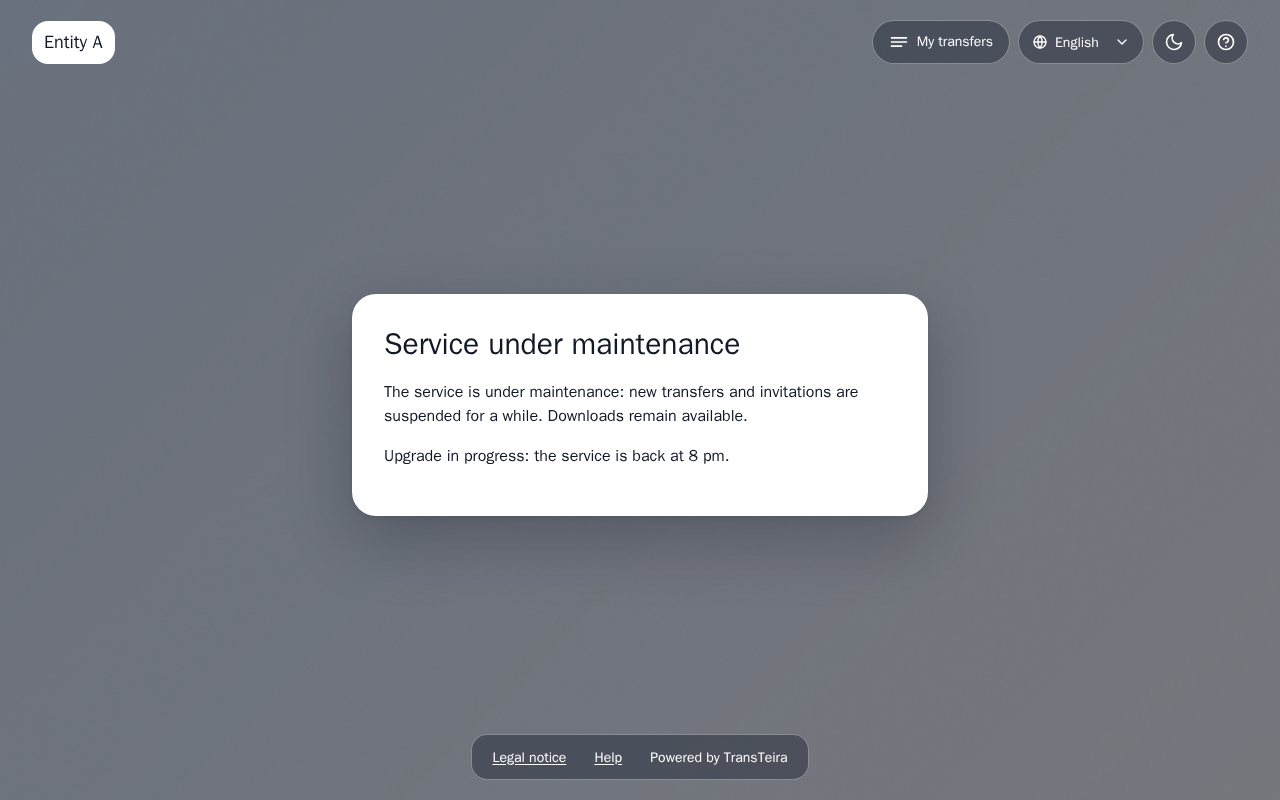 Entity A
My transfers
English
Service under maintenance
The service is under maintenance: new transfers and invitations are
suspended for a while. Downloads remain available.
Upgrade in progress: the service is back at 8 pm.
Legal notice
Help
Powered by TransTeira